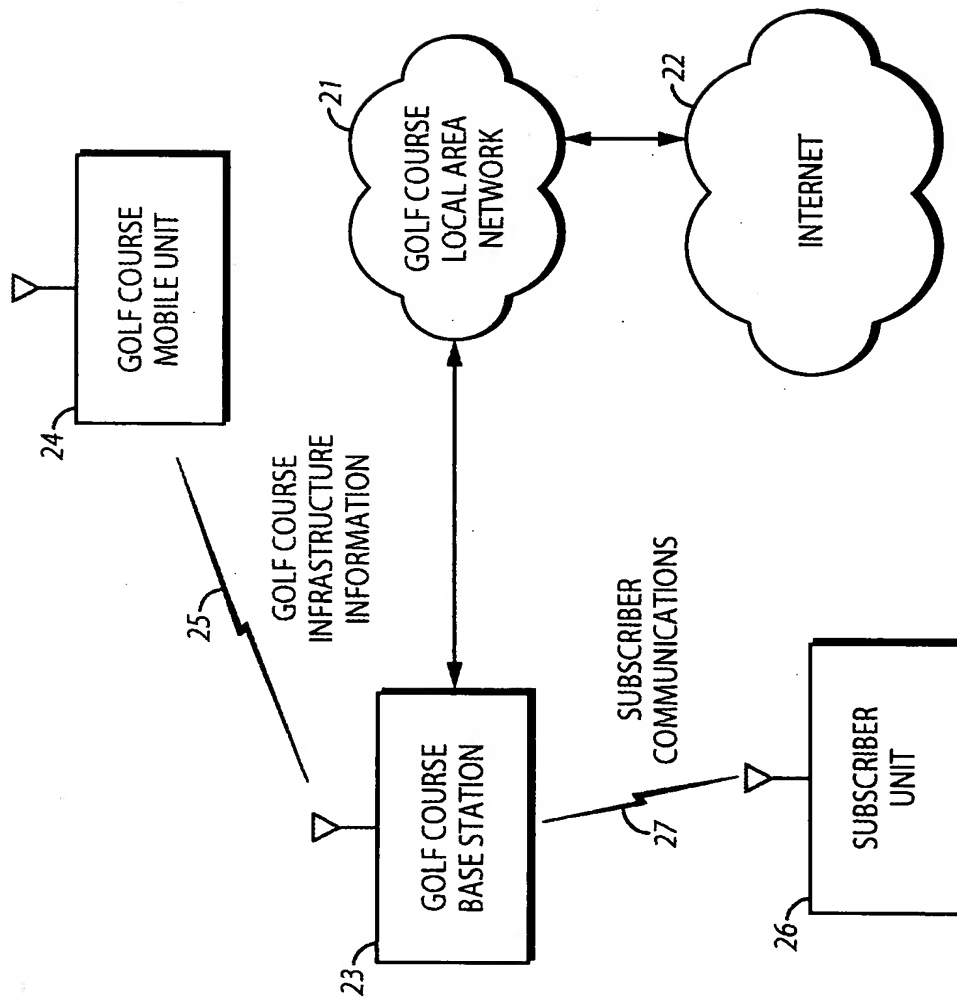 24
GOLF COURSE
MOBILE UNIT
25
GOLF COURSE
INFRASTRUCTURE
INFORMATION
21
GOLF COURSE
LOCAL AREA
NETWORK
23
GOLF COURSE
BASE STATION
27
SUBSCRIBER
COMMUNICATIONS
22
INTERNET
26
SUBSCRIBER
UNIT